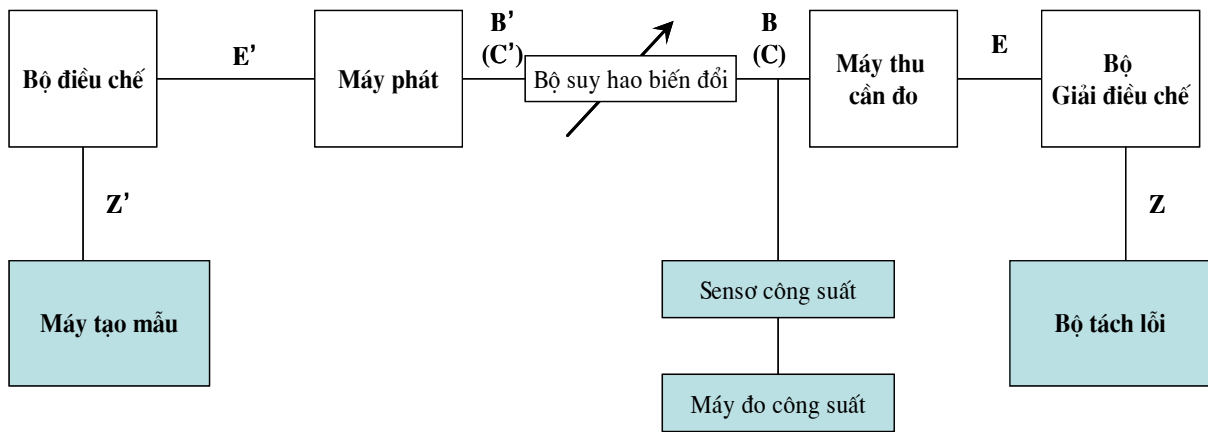 Bộ điều chế
E'
Máy phát
B'
(C')
Bộ suy hao biến đổi
B
(C)
Máy thu
cần đo
E
Bộ
Giải điều chế
Z'
Z
Máy tạo mẫu
Sensơ công suất
Máy đo công suất
Bộ tách lỗi